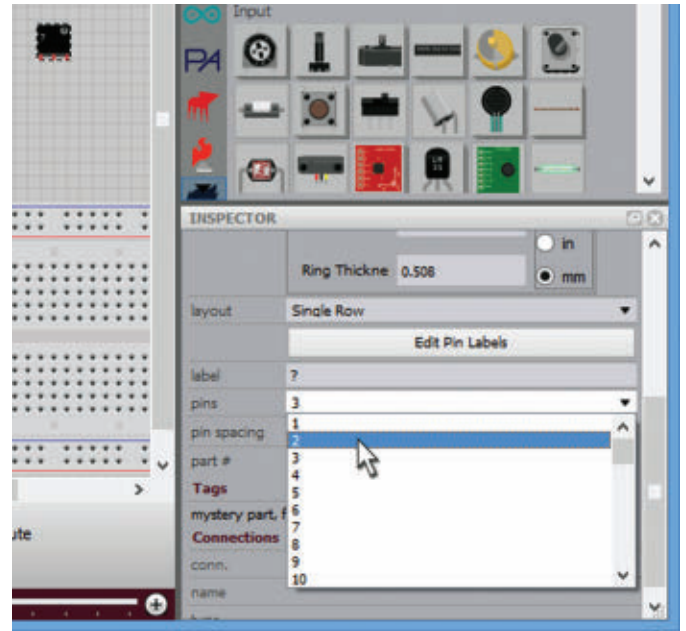 Input
PA
?
LM
35
INSPECTOR
in
Ring Thickne 0.508
mm
layout Single Row
Edit Pin Labels
label ?
pins 3
1
pin spacing
2
part # 3
4
Tags 5
mystery part, f 6
7
Connections 8
conn. 9
10
name
ute